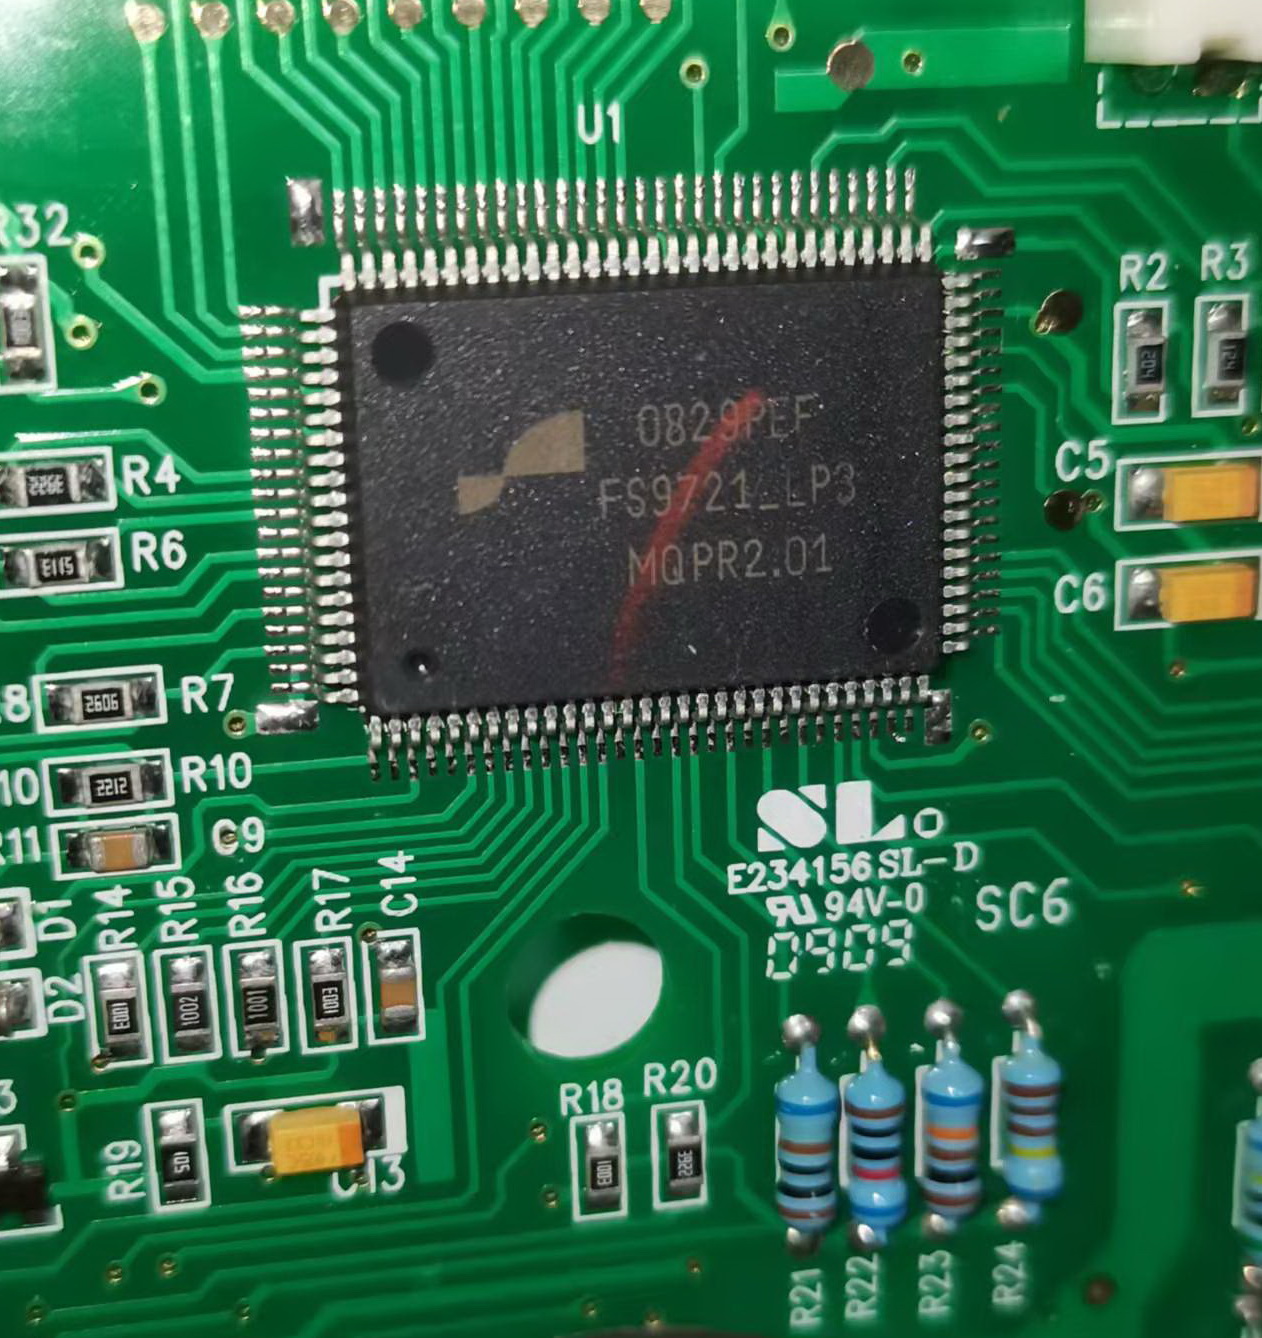 U1
R32
R2
R3
0829PEF
FS9721_LP3
MQPR2.01
R4
C5
R6
C6
2606
R7
2212
R10
C9
SL
E234156 SL-D
94V-0
0909
SC6
D1
R14
R15
R16
R17
C14
D2
1002
1001
1003
R18
R20
R19
501
C13
R21
R22
R23
R24